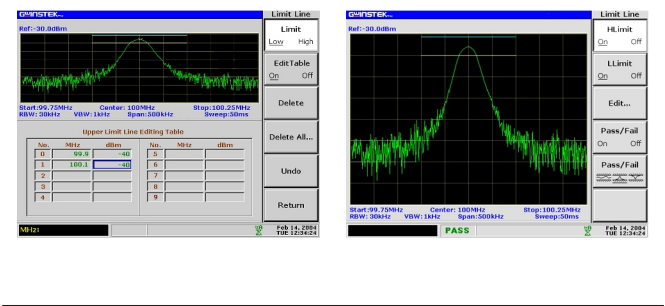 GWINSTEK
Limit Line
Ref:-30.0dBm
Limit
Low High
EditTable
On Off
Delete
Delete All...
Undo
Return
Start:99.75MHz Center: 100MHz Stop:100.25MHz
RBW: 30kHz VBW:1kHz Span:500kHz Sweep:50ms
Upper Limit Line Editing Table
No. MHz dBm No. MHz dBm
0 99.9 -40 5
1 100.1 -40 6
2 7
3 8
4 9
MHz:
Feb 14, 2004
TUE 12:34:24
GWINSTEK
Limit Line
Ref:-30.0dBm
HLimit
On Off
LLimit
On Off
Edit...
Pass/Fail
On Off
Pass/Fail
Start:99.75MHz Center: 100MHz Stop:100.25MHz
RBW: 30kHz VBW:1kHz Span:500kHz Sweep:50ms
PASS
Feb 14, 2004
TUE 12:34:24